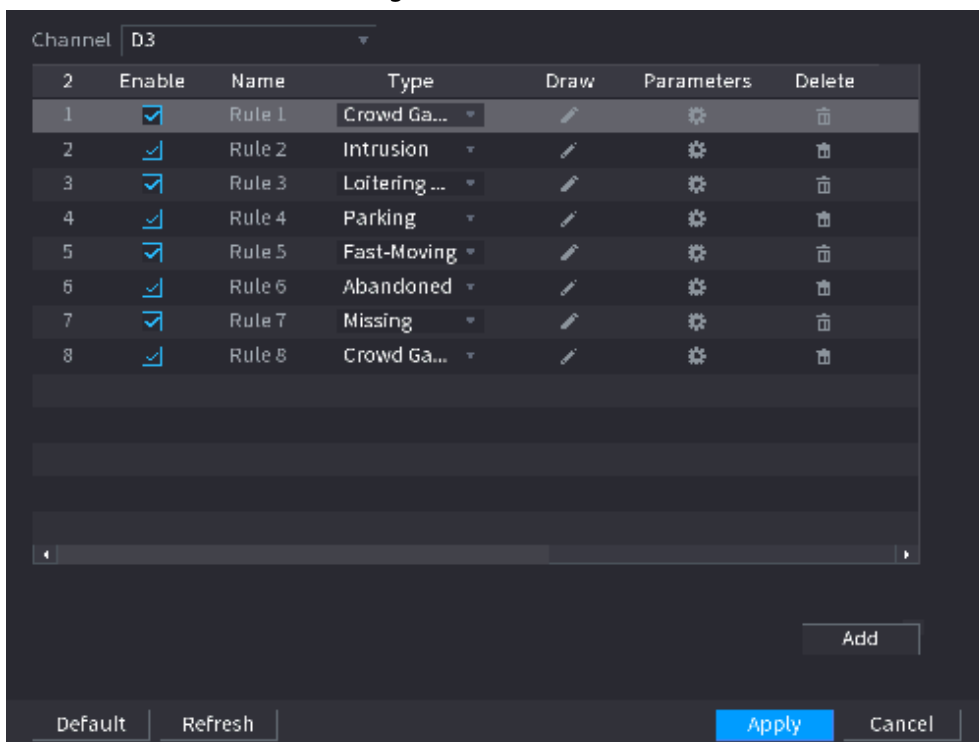 Channel D3
2 Enable Name Type Draw Parameters Delete
1 Rule 1 Crowd Ga...
2 Rule 2 Intrusion
3 Rule 3 Loitering ...
4 Rule 4 Parking
5 Rule 5 Fast-Moving
6 Rule 6 Abandoned
7 Rule 7 Missing
8 Rule 8 Crowd Ga...
Add
Default Refresh Apply Cancel